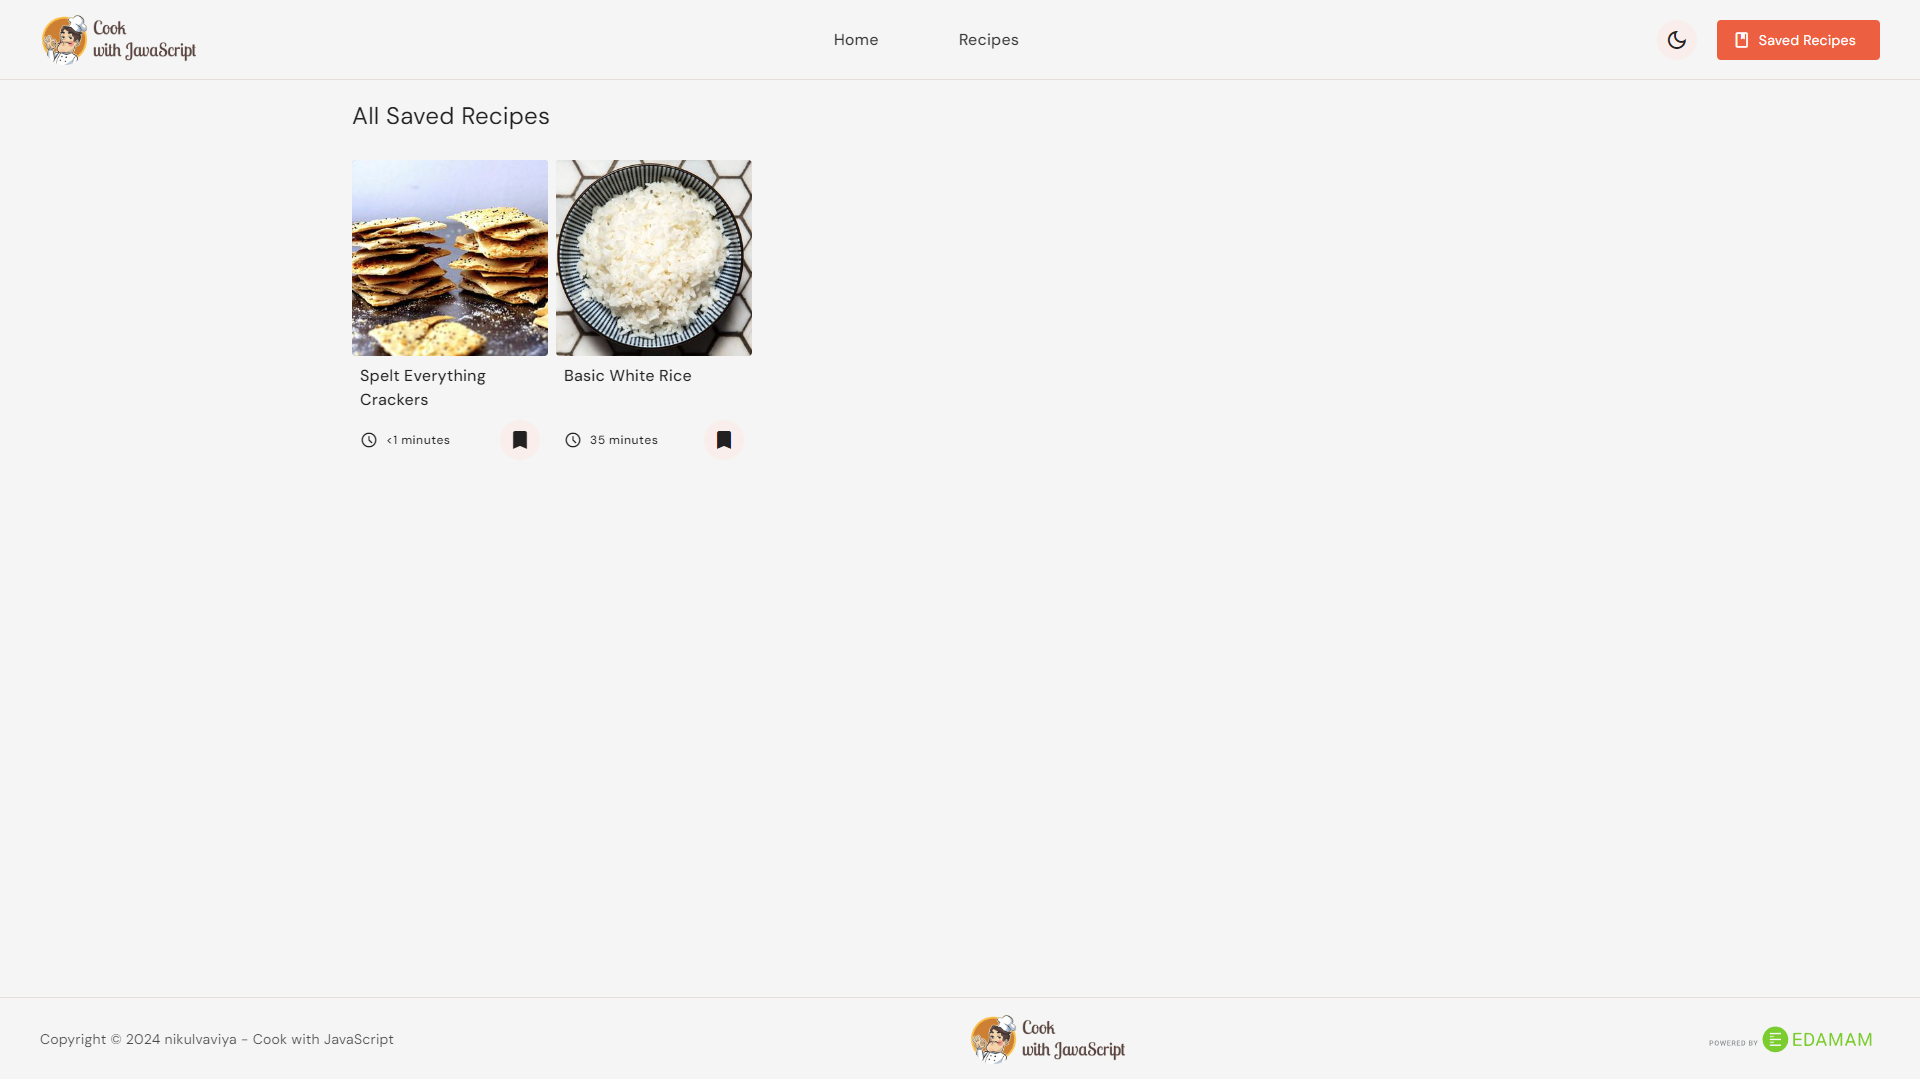 Cook
with JavaScript
Home
Recipes
Saved Recipes
All Saved Recipes
Spelt Everything
Crackers
<1 minutes
Basic White Rice
35 minutes
Copyright © 2024 nikulvaviya - Cook with JavaScript
Cook
with JavaScript
POWERED BY
EDAMAM